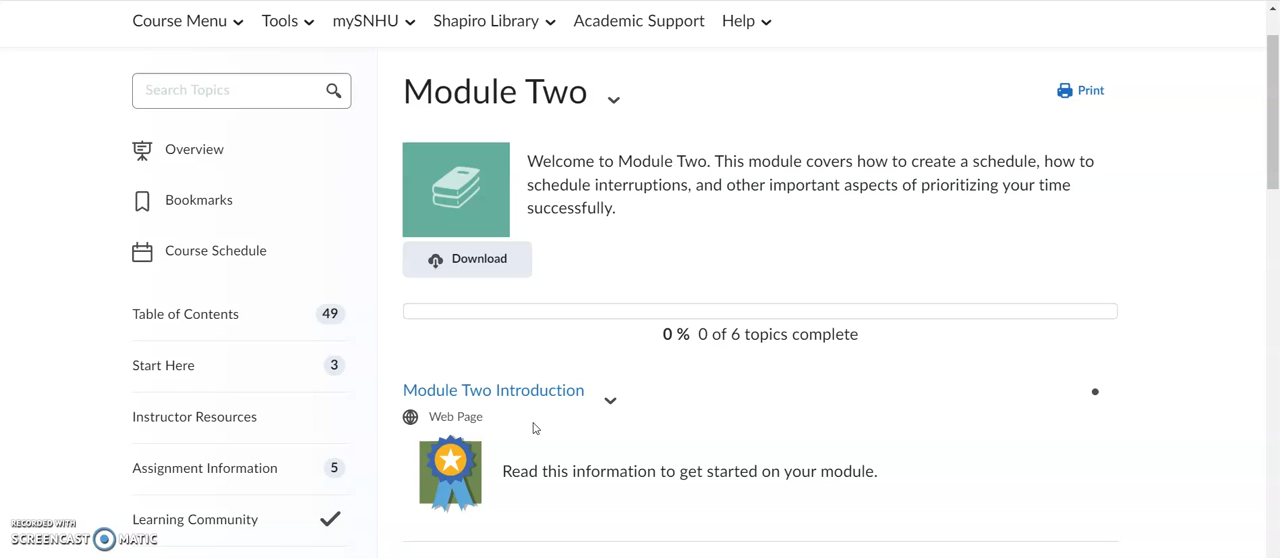 Course Menu Tools mySNHU Shapiro Library Academic Support Help
Search Topics
Overview
Bookmarks
Course Schedule
Table of Contents 49
Start Here 3
Instructor Resources
Assignment Information 5
Learning Community
Module Two
Print
Welcome to Module Two. This module covers how to create a schedule, how to
schedule interruptions, and other important aspects of prioritizing your time
successfully.
Download
0 % 0 of 6 topics complete
Module Two Introduction
Web Page
Read this information to get started on your module.
RECORDED WITH
SCREENCAST MATIC